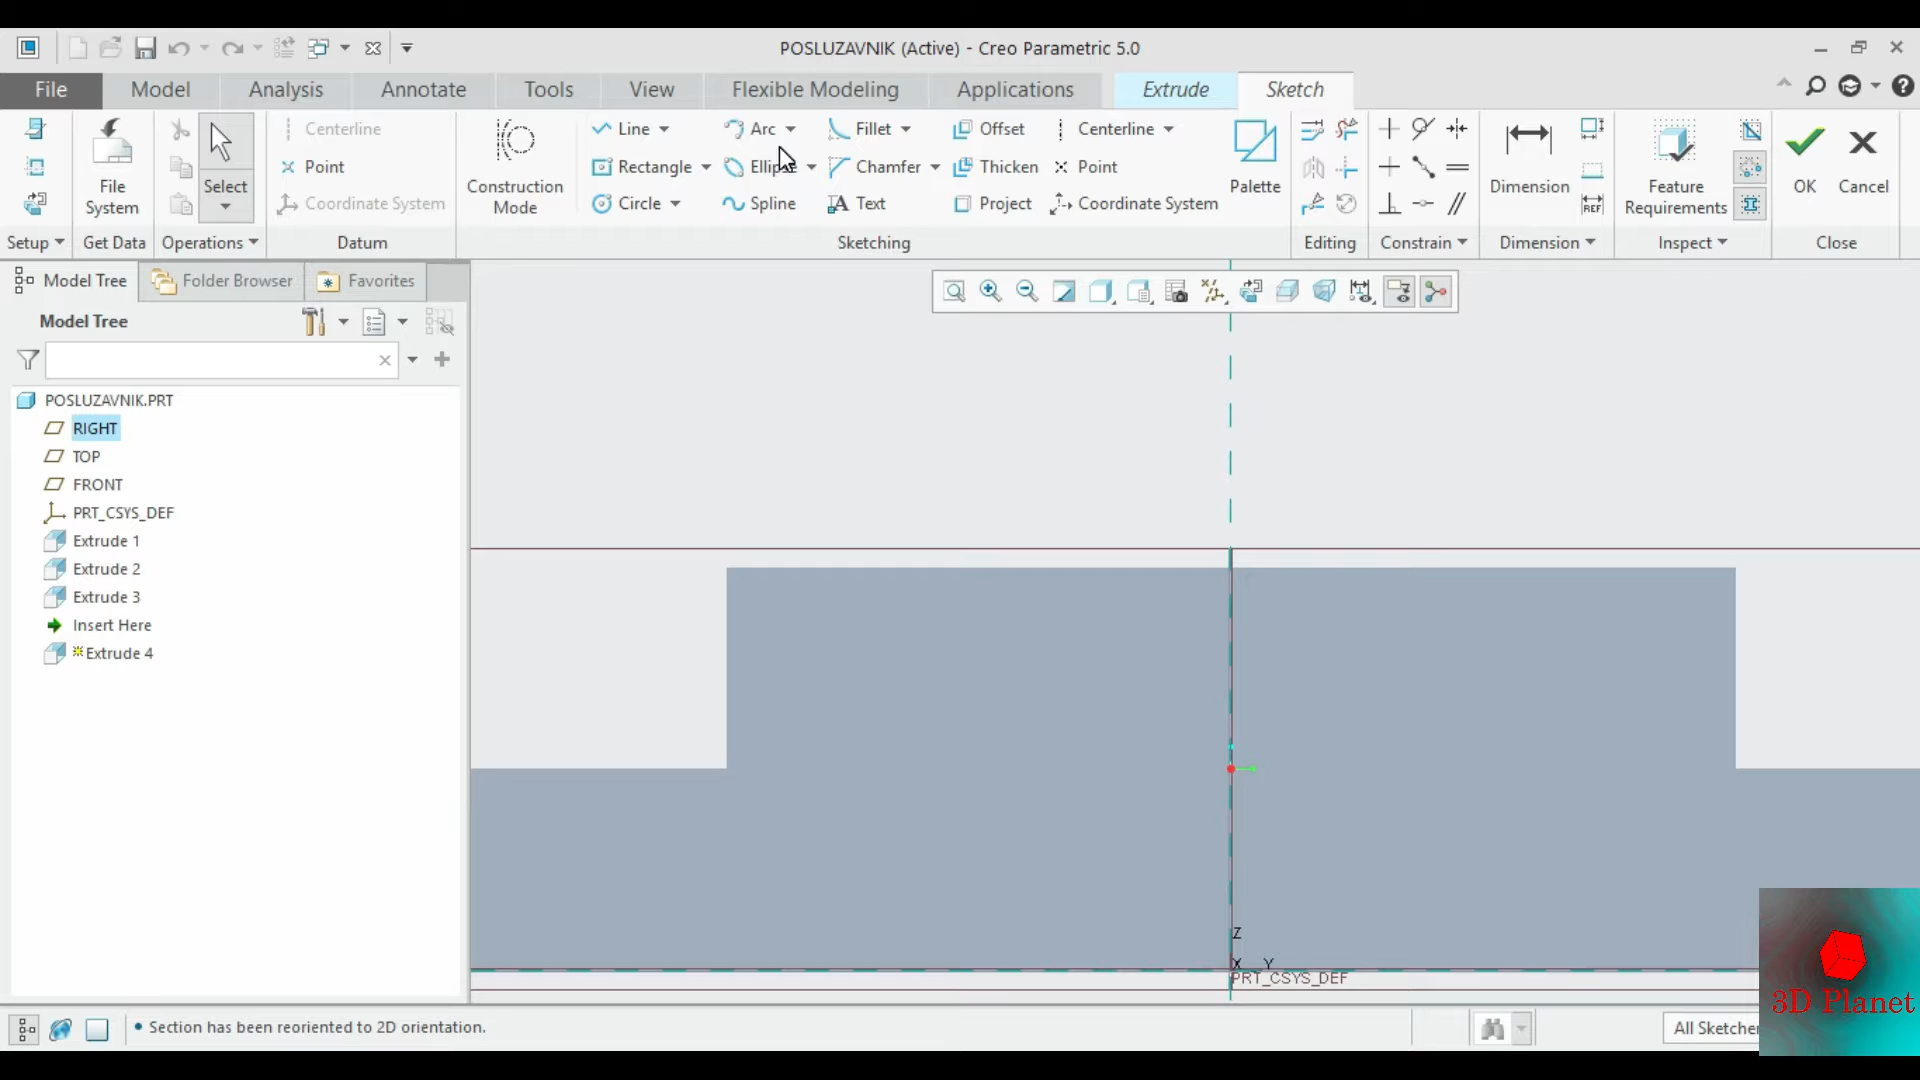 POSLUZAVNIK (Active) - Creo Parametric 5.0
File Model Analysis Annotate Tools View Flexible Modeling Applications Extrude Sketch
Centerline Line Arc Fillet Offset Centerline
Point Rectangle Chamfer Thicken Point
File System Select Construction Mode Palette Dimension Feature Requirements OK Cancel
Coordinate System Circle Spline Text Project Coordinate System
Setup Get Data Operations Datum Sketching Editing Constrain Dimension Inspect Close
Model Tree Folder Browser Favorites
Model Tree
POSLUZAVNIK.PRT
RIGHT
TOP
FRONT
PRT_CSYS_DEF
Extrude 1
Extrude 2
Extrude 3
Insert Here
Extrude 4
Z
X Y
PRT_CSYS_DEF
3D Planet
Section has been reoriented to 2D orientation.
All